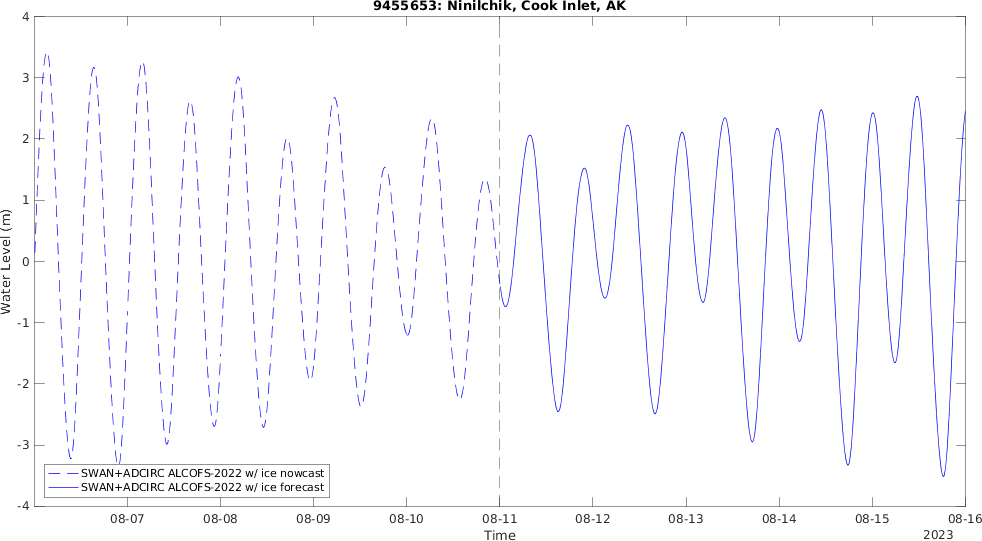 9455653: Ninilchik, Cook Inlet, AK
4
3
2
1
0
-1
-2
-3
-4
Water Level (m)
SWAN+ADCIRC ALCOFS-2022 w/ ice nowcast
SWAN+ADCIRC ALCOFS-2022 w/ ice forecast
08-07 08-08 08-09 08-10 08-11 08-12 08-13 08-14 08-15 08-16
Time
2023